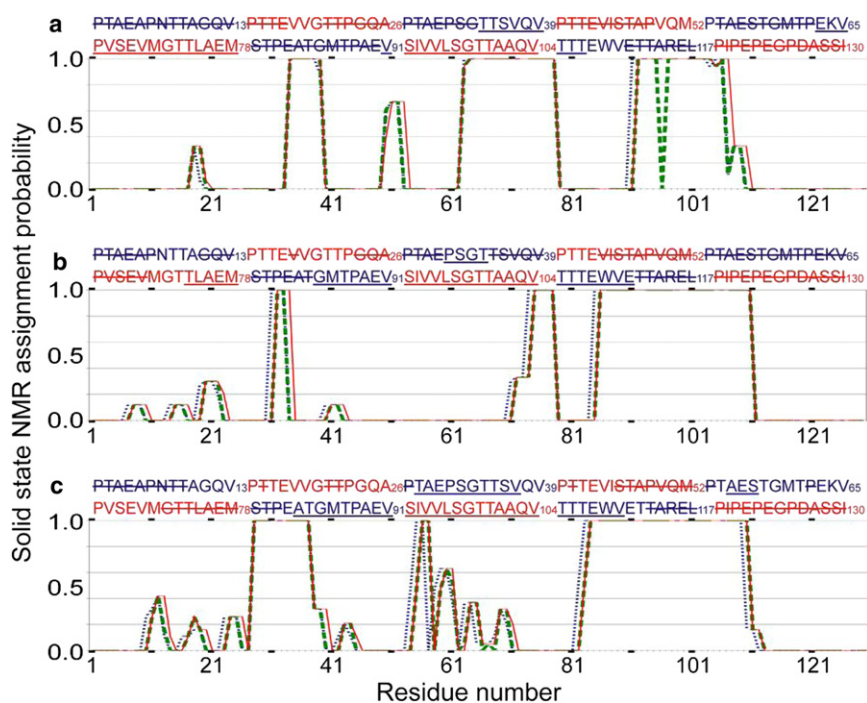 a
PTAEAPNTTAGQV13PTTEVVGTTPGQA26PTAEPSGTTSVQV39PTTEVISTAPVQM52PTAESTGMTPEKV65
PVSEVMGTTLAEM78STPEATGMTPAEV91SIVVLSGTTAAQV104TTTEWVETTAREL117PIPEPEGPDASSI130
1.0
0.5
0.0
1 21 41 61 81 101 121
b
PTAEAPNTTAGQV13PTTEVVGTTPGQA26PTAEPSGTTSVQV39PTTEVISTAPVQM52PTAESTGMTPEKV65
PVSEVMGTTLAEM78STPEATGMTPAEV91SIVVLSGTTAAQV104TTTEWVETTAREL117PIPEPEGPDASSI130
1.0
0.5
0.0
1 21 41 61 81 101 121
c
PTAEAPNTTAGQV13PTTEVVGTTPGQA26PTAEPSGTTSVQV39PTTEVISTAPVQM52PTAESTGMTPEKV65
PVSEVMGTTLAEM78STPEATGMTPAEV91SIVVLSGTTAAQV104TTTEWVETTAREL117PIPEPEGPDASSI130
1.0
0.5
0.0
1 21 41 61 81 101 121
Solid state NMR assignment probability
Residue number